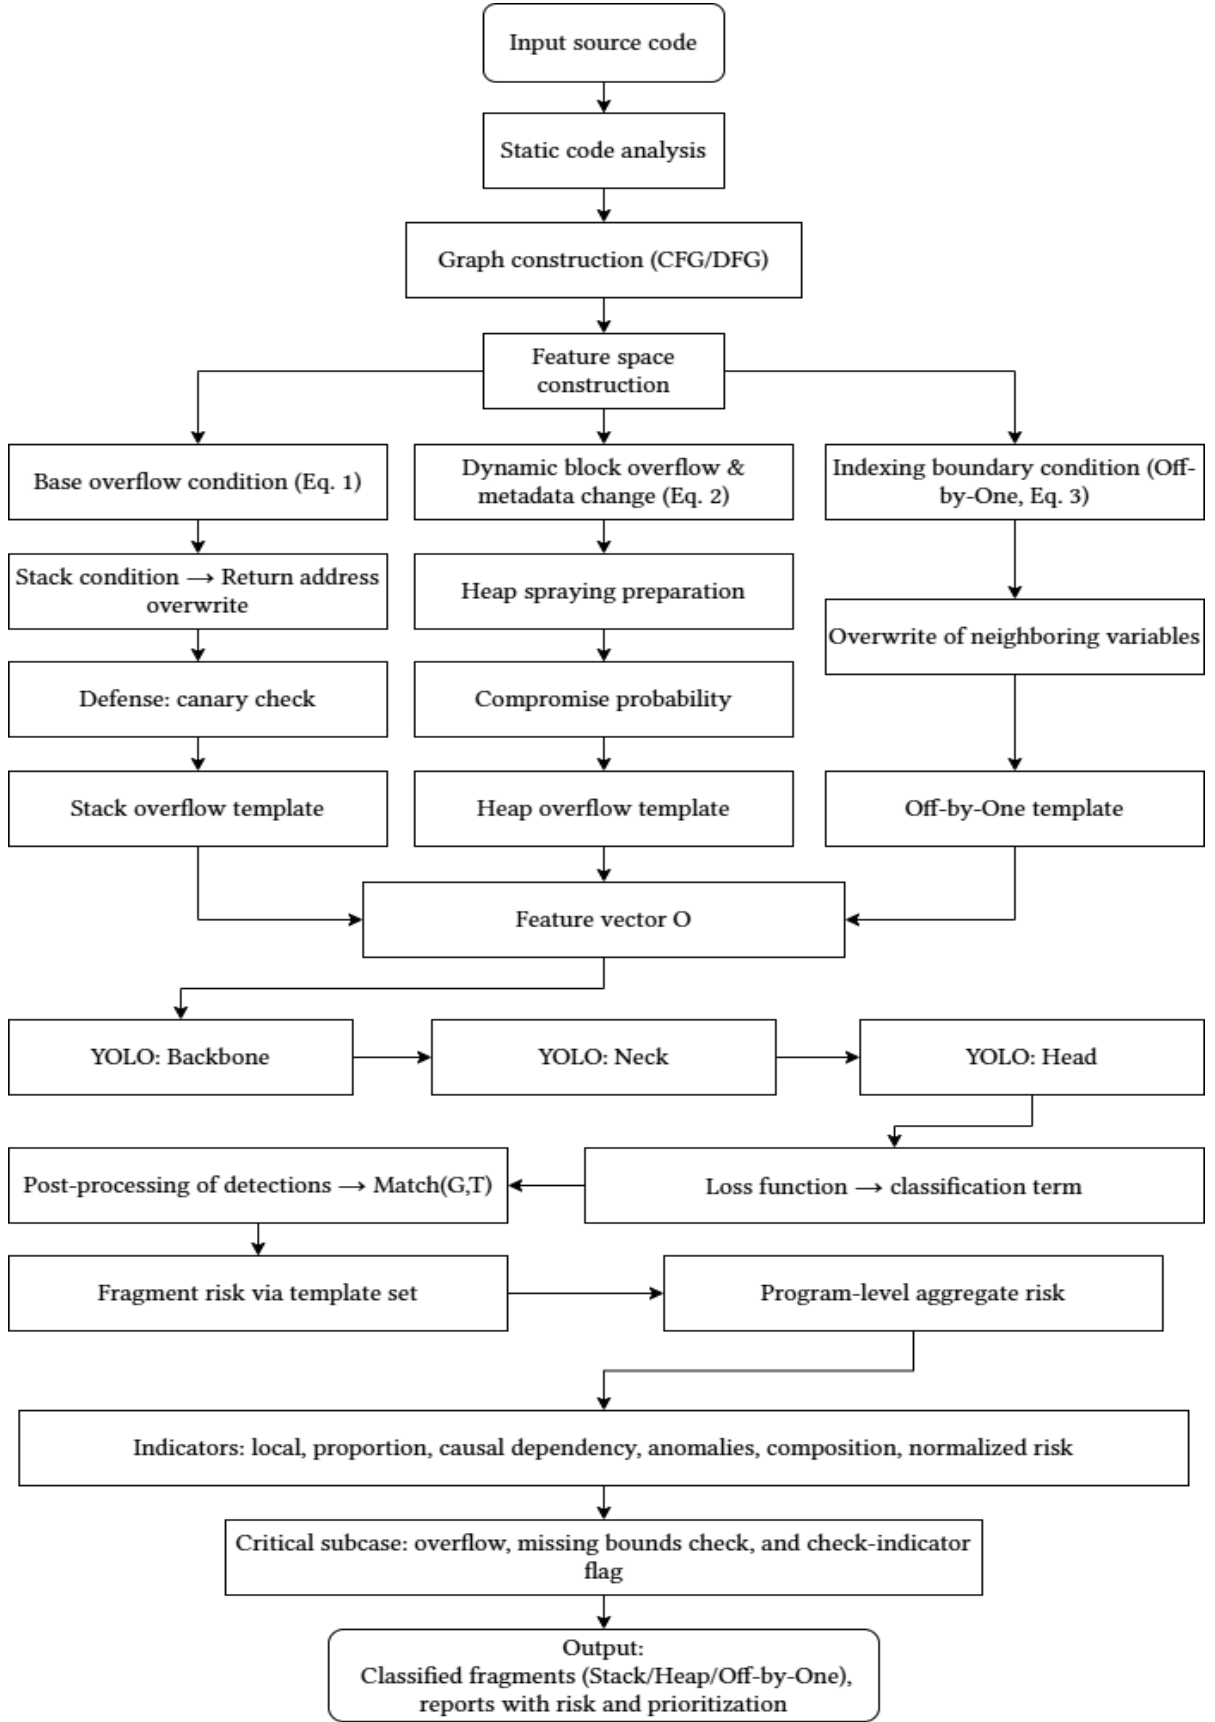 Input source code
Static code analysis
Graph construction (CFG/DFG)
Feature space
construction
Base overflow condition (Eq. 1)
Dynamic block overflow &
metadata change (Eq. 2)
Indexing boundary condition (Off-
by-One, Eq. 3)
Stack condition → Return address
overwrite
Heap spraying preparation
Overwrite of neighboring variables
Defense: canary check
Compromise probability
Stack overflow template
Heap overflow template
Off-by-One template
Feature vector O
YOLO: Backbone
YOLO: Neck
YOLO: Head
Post-processing of detections → Match(G,T)
Loss function → classification term
Fragment risk via template set
Program-level aggregate risk
Indicators: local, proportion, causal dependency, anomalies, composition, normalized risk
Critical subcase: overflow, missing bounds check, and check-indicator
flag
Output:
Classified fragments (Stack/Heap/Off-by-One),
reports with risk and prioritization